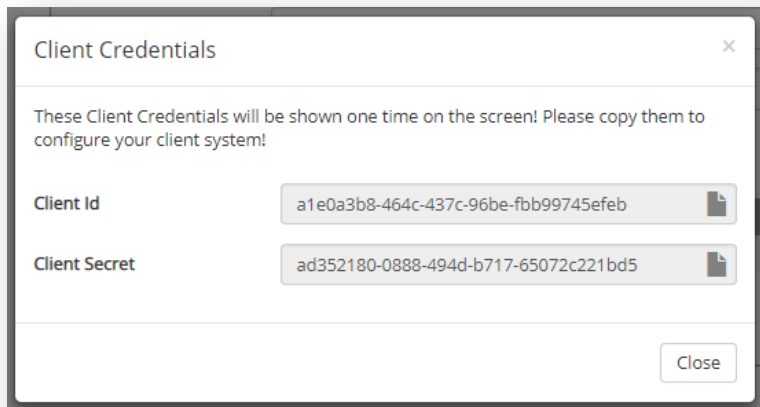 Client Credentials
×
These Client Credentials will be shown one time on the screen! Please copy them to
configure your client system!
Client Id a1e0a3b8-464c-437c-96be-fbb99745efeb
Client Secret ad352180-0888-494d-b717-65072c221bd5
Close